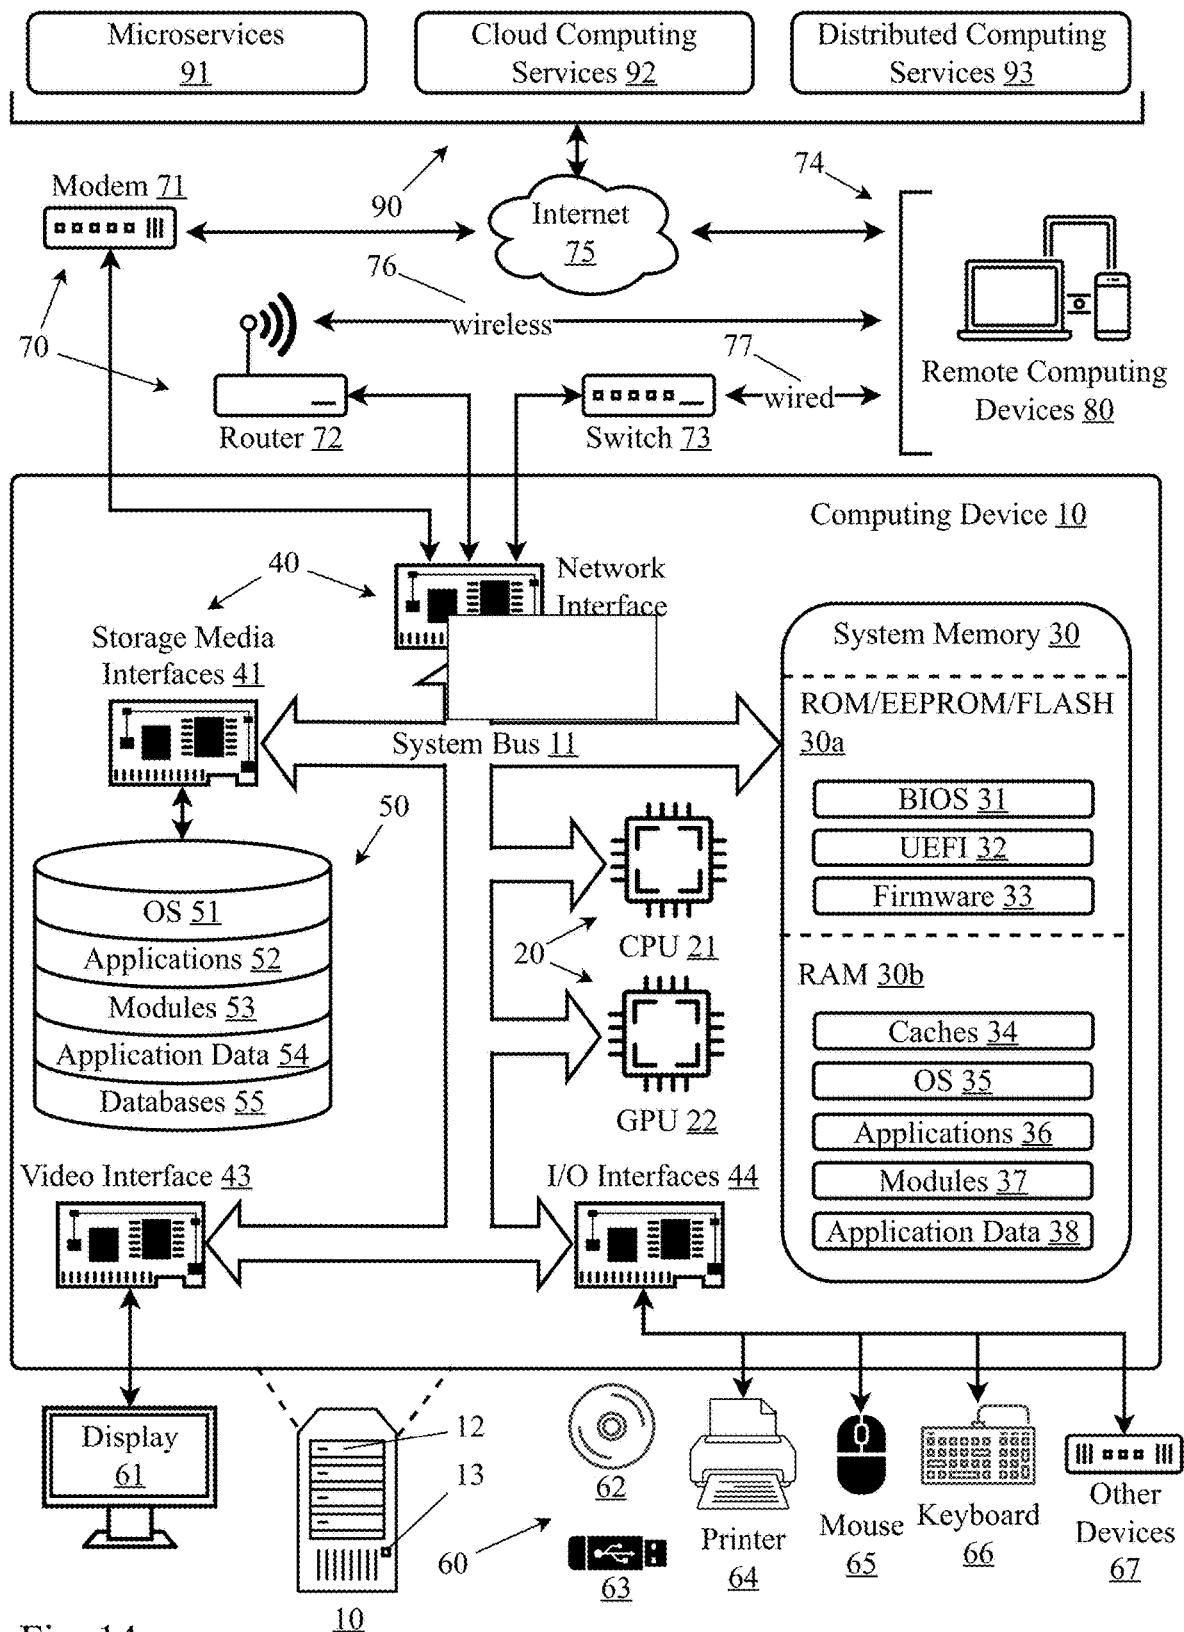 Microservices
91
Cloud Computing
Services 92
Distributed Computing
Services 93
74
Modem 71
90
Internet
75
76
wireless
70
77
wired
Remote Computing
Devices 80
Router 72
Switch 73
Computing Device 10
40
Network
Interface
Storage Media
Interfaces 41
System Memory 30
ROM/EEPROM/FLASH
30a
System Bus 11
BIOS 31
UEFI 32
Firmware 33
50
OS 51
Applications 52
Modules 53
Application Data 54
Databases 55
20
CPU 21
GPU 22
RAM 30b
Caches 34
OS 35
Applications 36
Modules 37
Application Data 38
Video Interface 43
I/O Interfaces 44
Display
61
12
13
62
60
63
Printer
64
Mouse
65
Keyboard
66
Other
Devices
67
10